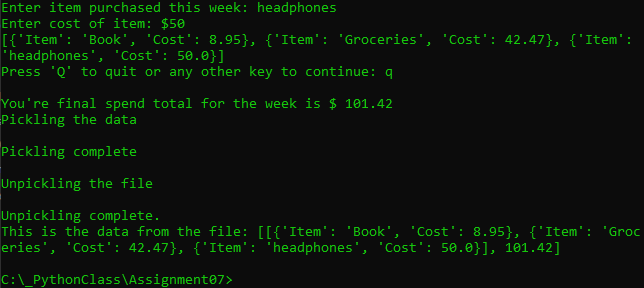 Enter item purchased this week: headphones
Enter cost of item: $50
[{'Item': 'Book', 'Cost': 8.95}, {'Item': 'Groceries', 'Cost': 42.47}, {'Item':
'headphones', 'Cost': 50.0}]
Press 'Q' to quit or any other key to continue: q
You're final spend total for the week is $ 101.42
Pickling the data
Pickling complete
Unpickling the file
Unpickling complete.
This is the data from the file: [[{'Item': 'Book', 'Cost': 8.95}, {'Item': 'Groc
eries', 'Cost': 42.47}, {'Item': 'headphones', 'Cost': 50.0}], 101.42]
C:\_PythonClass\Assignment07>